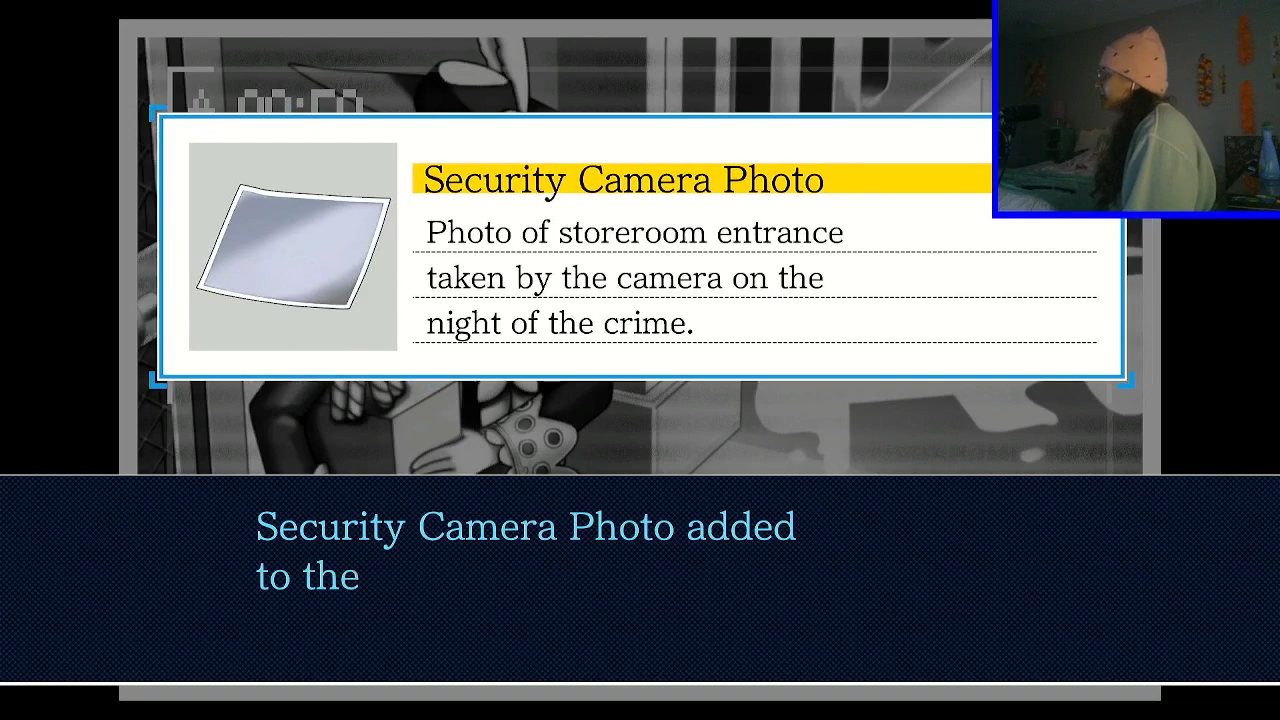 Security Camera Photo
Photo of storeroom entrance
taken by the camera on the
night of the crime.
Security Camera Photo added
to the